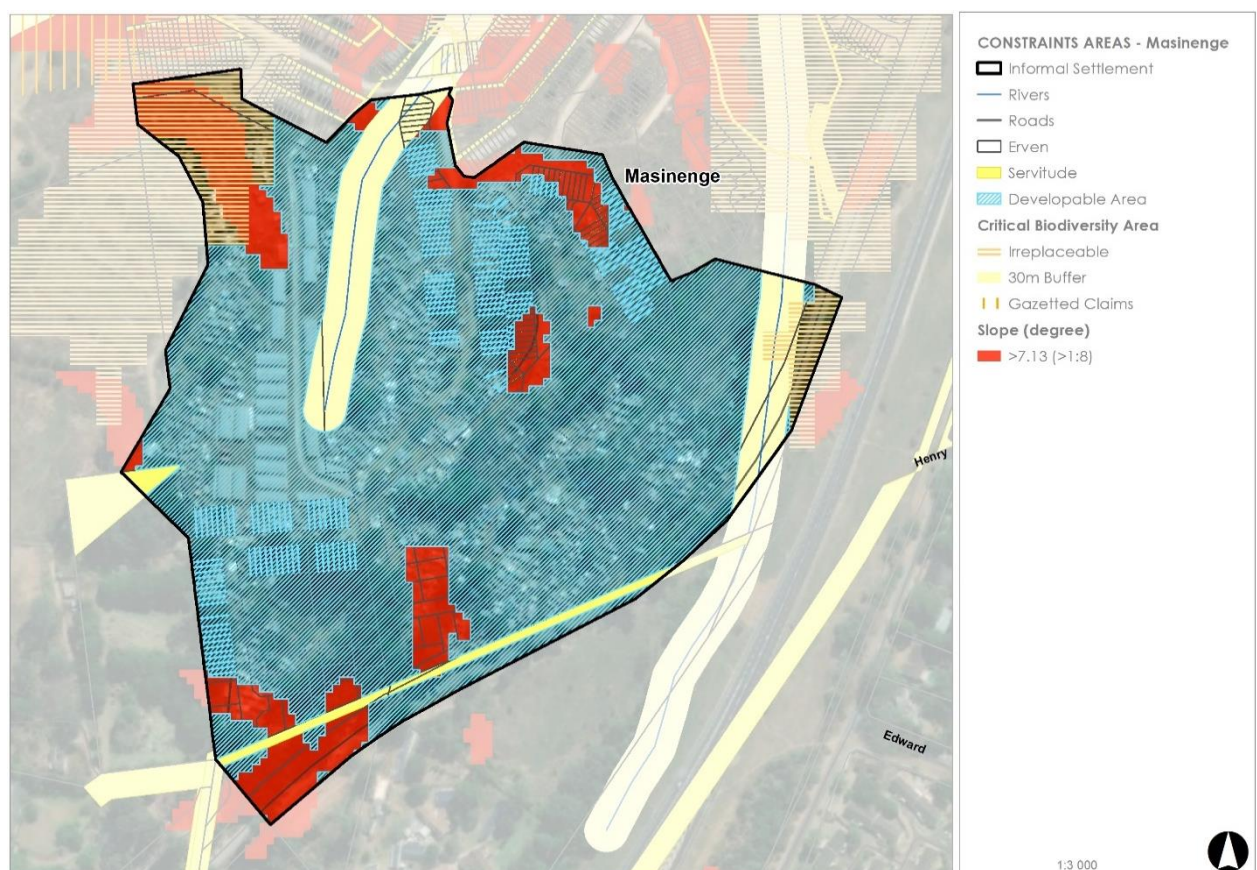 Masinenge
Henry
Edward
CONSTRAINTS AREAS - Masinenge
Informal Settlement
Rivers
Roads
Erven
Servitude
Developable Area
Critical Biodiversity Area
Irreplaceable
30m Buffer
Gazetted Claims
Slope (degree)
>7.13 (>1:8)
1:3 000